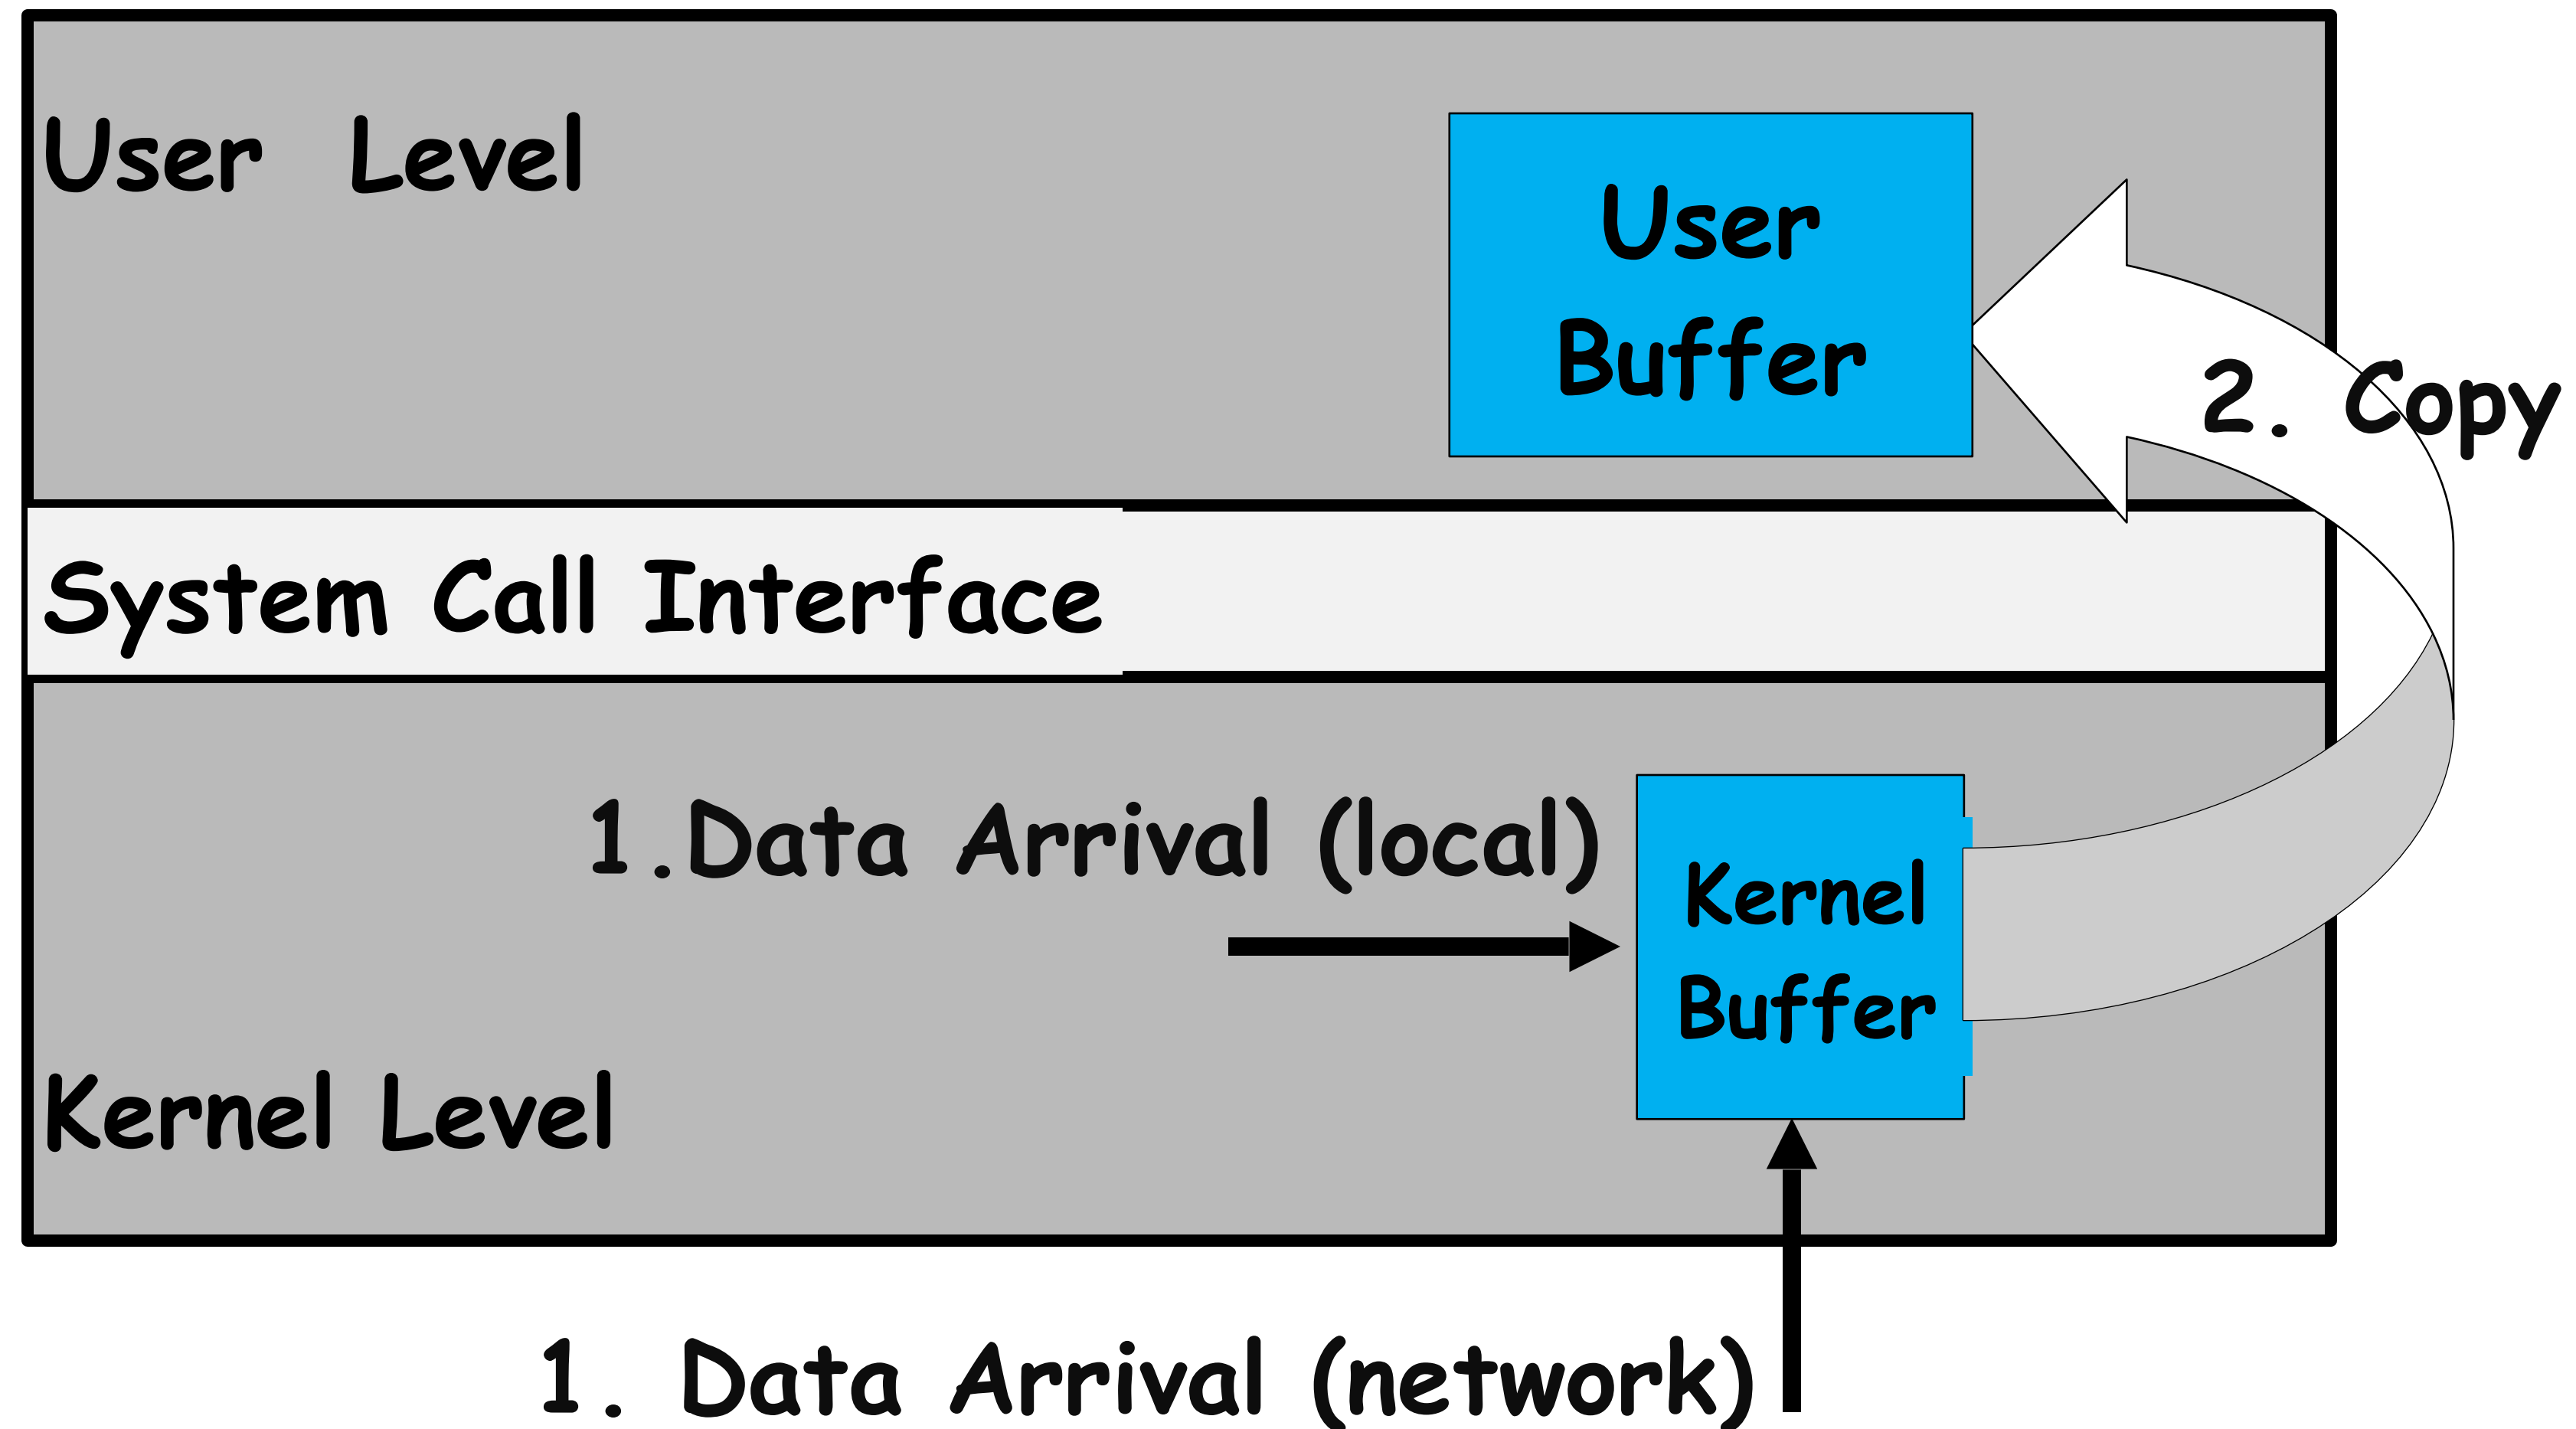 User Level
User
Buffer
2. Copy
System Call Interface
1.Data Arrival (local)
Kernel
Buffer
Kernel Level
1. Data Arrival (network)